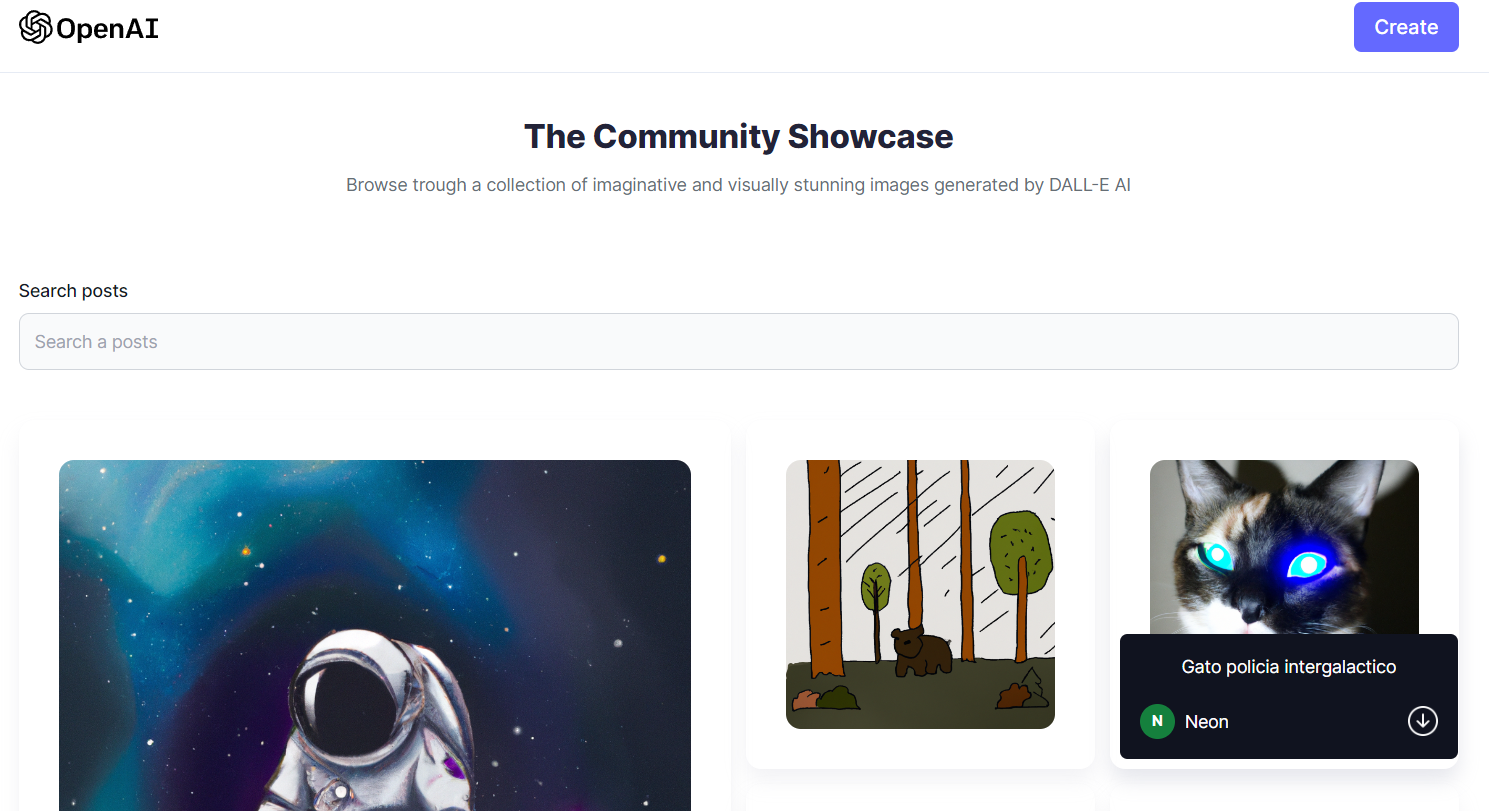 OpenAI
Create
The Community Showcase
Browse trough a collection of imaginative and visually stunning images generated by DALL-E AI
Search posts
Search a posts
Gato policia intergalactico
N
Neon